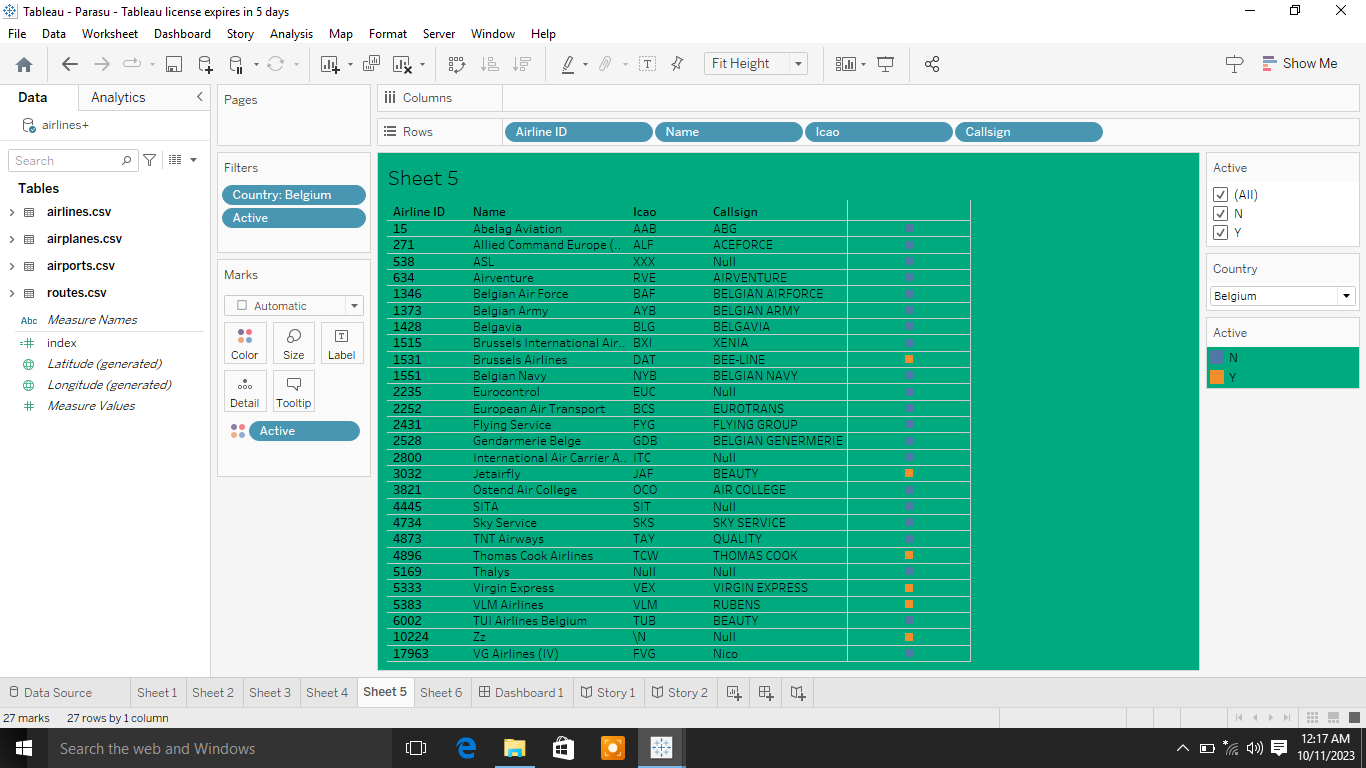 Tableau - Parasu - Tableau license expires in 5 days
File Data Worksheet Dashboard Story Analysis Map Format Server Window Help
Fit Height
Show Me
Data Analytics
airlines+
Search
Tables
airlines.csv
airplanes.csv
airports.csv
routes.csv
Abc Measure Names
index
Latitude (generated)
Longitude (generated)
Measure Values
Pages
Filters
Country: Belgium
Active
Marks
Automatic
Color Size Label
Detail Tooltip
Active
Columns
Rows Airline ID Name Icao Callsign
Sheet 5
Airline ID Name Icao Callsign
15 Abelag Aviation AAB ABG
271 Allied Command Europe (.. ALF ACEFORCE
538 ASL XXX Null
634 Airventure RVE AIRVENTURE
1346 Belgian Air Force BAF BELGIAN AIRFORCE
1373 Belgian Army AYB BELGIAN ARMY
1428 Belgavia BLG BELGAVIA
1515 Brussels International Air.. BXI XENIA
1531 Brussels Airlines DAT BEE-LINE
1551 Belgian Navy NYB BELGIAN NAVY
2235 Eurocontrol EUC Null
2252 European Air Transport BCS EUROTRANS
2431 Flying Service FYG FLYING GROUP
2528 Gendarmerie Belge GDB BELGIAN GENERMERIE
2800 International Air Carrier A.. ITC Null
3032 Jetairfly JAF BEAUTY
3821 Ostend Air College OCO AIR COLLEGE
4445 SITA SIT Null
4734 Sky Service SKS SKY SERVICE
4873 TNT Airways TAY QUALITY
4896 Thomas Cook Airlines TCW THOMAS COOK
5169 Thalys Null Null
5333 Virgin Express VEX VIRGIN EXPRESS
5383 VLM Airlines VLM RUBENS
6002 TUI Airlines Belgium TUB BEAUTY
10224 Zz \N Null
17963 VG Airlines (IV) FVG Nico
Active
(All)
N
Y
Country
Belgium
Active
N
Y
Data Source Sheet 1 Sheet 2 Sheet 3 Sheet 4 Sheet 5 Sheet 6 Dashboard 1 Story 1 Story 2
27 marks 27 rows by 1 column
Search the web and Windows
12:17 AM
10/11/2023